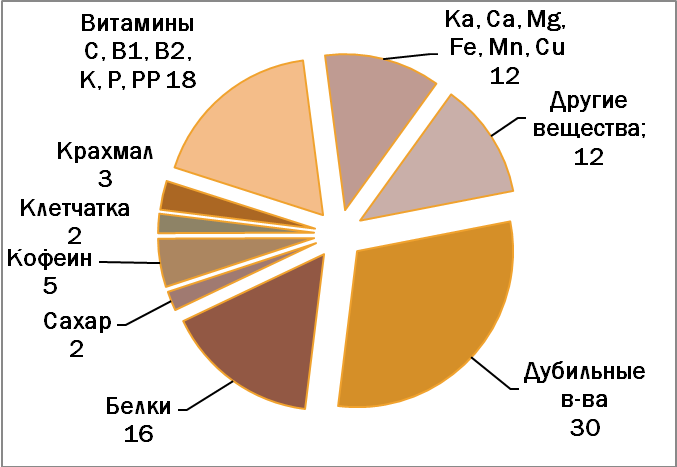 Витамины
C, B1, B2,
K, P, PP 18
Ka, Ca, Mg,
Fe, Mn, Cu
12
Другие
вещества;
12
Крахмал
3
Клетчатка
2
Кофеин
5
Сахар
2
Белки
16
Дубильные
в-ва
30